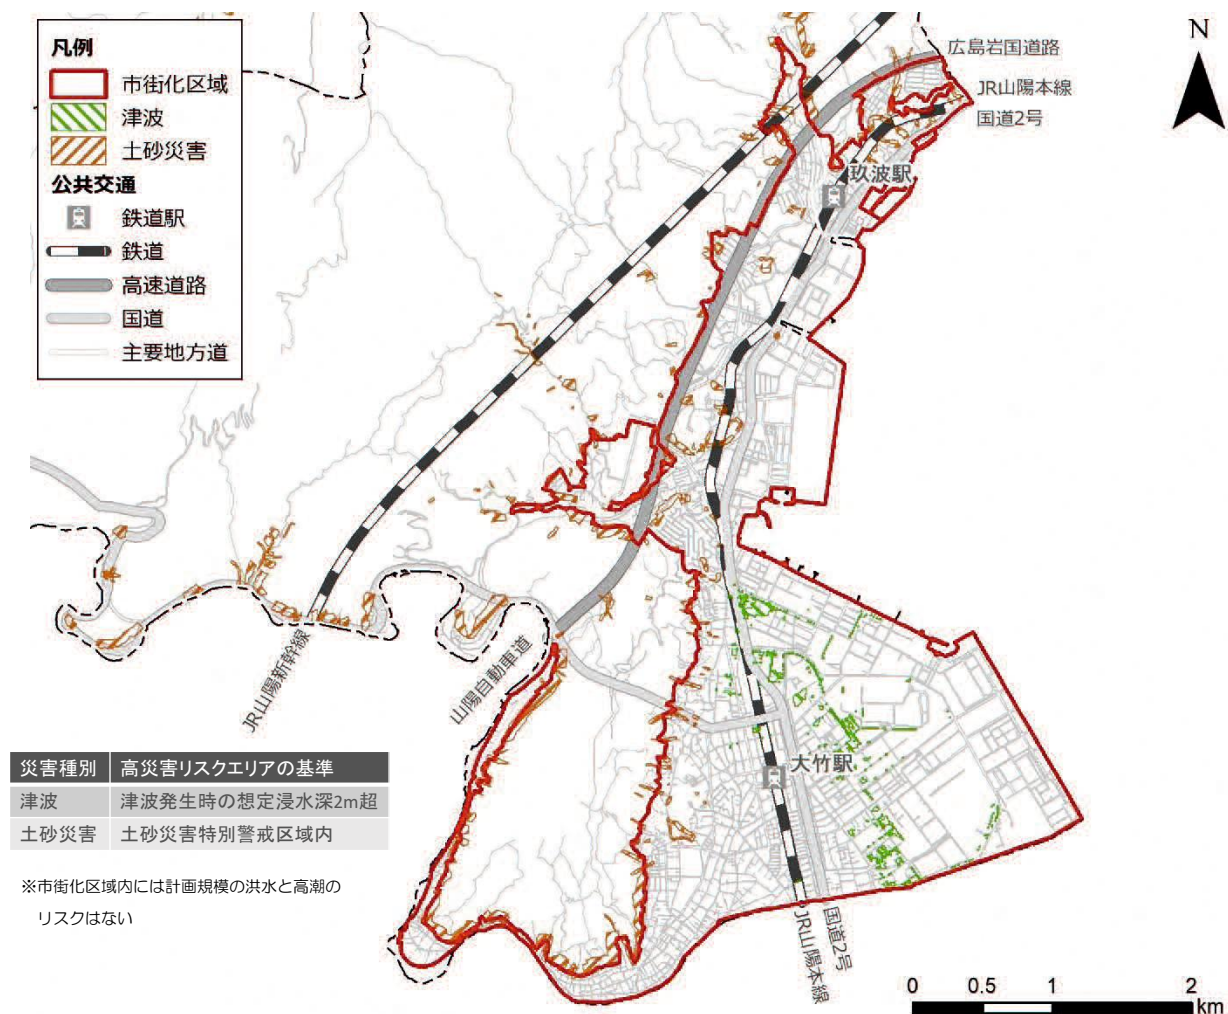 凡例
市街化区域
津波
土砂災害
公共交通
鉄道駅
鉄道
高速道路
国道
主要地方道
広島岩国道路
JR山陽本線
国道2号
N
玖波駅
JR山陽新幹線
山陽自動車道
大竹駅
災害種別 高災害リスクエリアの基準
津波 津波発生時の想定浸水深2m超
土砂災害 土砂災害特別警戒区域内
※市街化区域内には計画規模の洪水と高潮の
リスクはない
JR山陽本線
国道2号
0 0.5 1 2
km